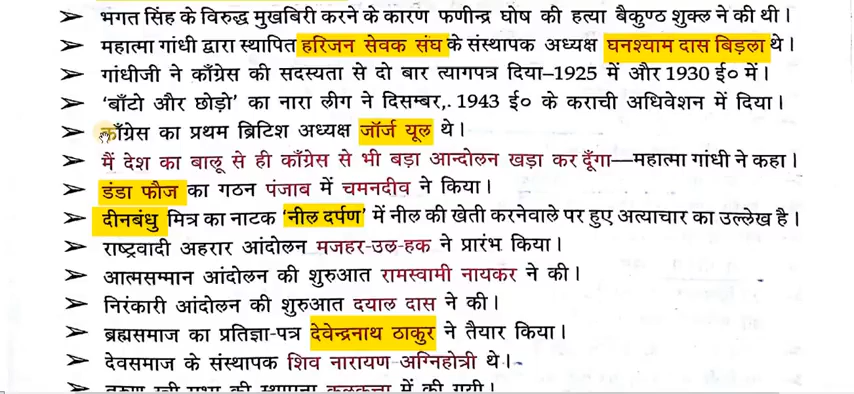 ➢ भगत सिंह के विरुद्ध मुखबिरी करने के कारण फणीन्द्र घोष की हत्या बैकुण्ठ शुक्ल ने की थी।
➢ महात्मा गांधी द्वारा स्थापित हरिजन सेवक संघ के संस्थापक अध्यक्ष घनश्याम दास बिड़ला थे।
➢ गांधीजी ने काँग्रेस की सदस्यता से दो बार त्यागपत्र दिया–1925 में और 1930 ई० में।
➢ 'बाँटो और छोड़ो' का नारा लीग ने दिसम्बर,. 1943 ई० के कराची अधिवेशन में दिया।
➢ काँग्रेस का प्रथम ब्रिटिश अध्यक्ष जॉर्ज यूल थे।
➢ मैं देश का बालू से ही काँग्रेस से भी बड़ा आन्दोलन खड़ा कर दूँगा—महात्मा गांधी ने कहा।
➢ डंडा फौज का गठन पंजाब में चमनदीव ने किया।
➢ दीनबंधु मित्र का नाटक 'नील दर्पण' में नील की खेती करनेवाले पर हुए अत्याचार का उल्लेख है।
➢ राष्ट्रवादी अहरार आंदोलन मजहर-उल-हक ने प्रारंभ किया।
➢ आत्मसम्मान आंदोलन की शुरुआत रामस्वामी नायकर ने की।
➢ निरंकारी आंदोलन की शुरुआत दयाल दास ने की।
➢ ब्रह्मसमाज का प्रतिज्ञा-पत्र देवेन्द्रनाथ ठाकुर ने तैयार किया।
➢ देवसमाज के संस्थापक शिव नारायण अग्निहोत्री थे।
➢ की स्थापना कलकत्ता में की गयी।